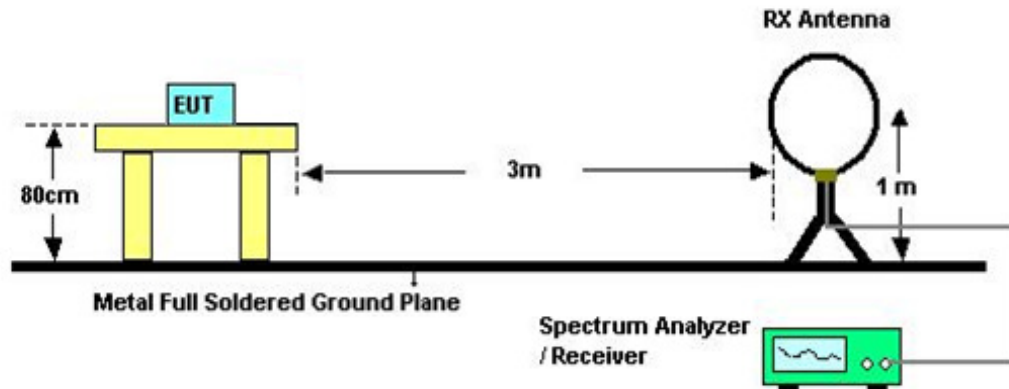 RX Antenna
EUT
80cm
3m
1 m
Metal Full Soldered Ground Plane
Spectrum Analyzer
/ Receiver